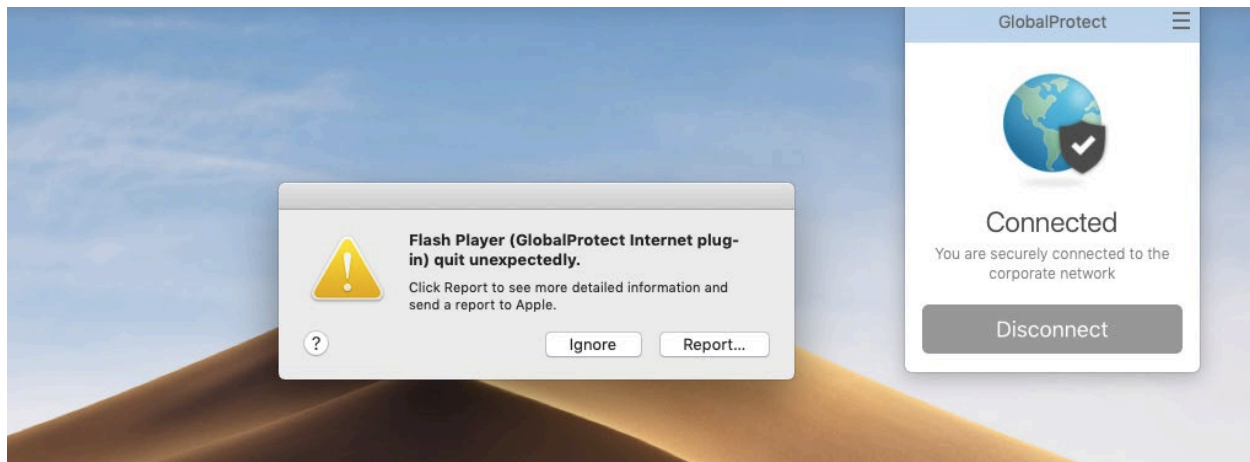 GlobalProtect
Connected
You are securely connected to the
corporate network
Disconnect
Flash Player (GlobalProtect Internet plug-
in) quit unexpectedly.
Click Report to see more detailed information and
send a report to Apple.
?
Ignore
Report...